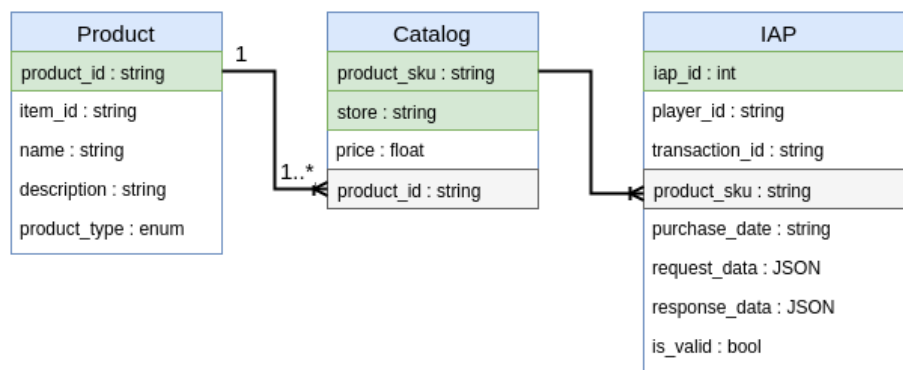 Product
product_id : string
item_id : string
name : string
description : string
product_type : enum
1
1..*
Catalog
product_sku : string
store : string
price : float
product_id : string
IAP
iap_id : int
player_id : string
transaction_id : string
product_sku : string
purchase_date : string
request_data : JSON
response_data : JSON
is_valid : bool